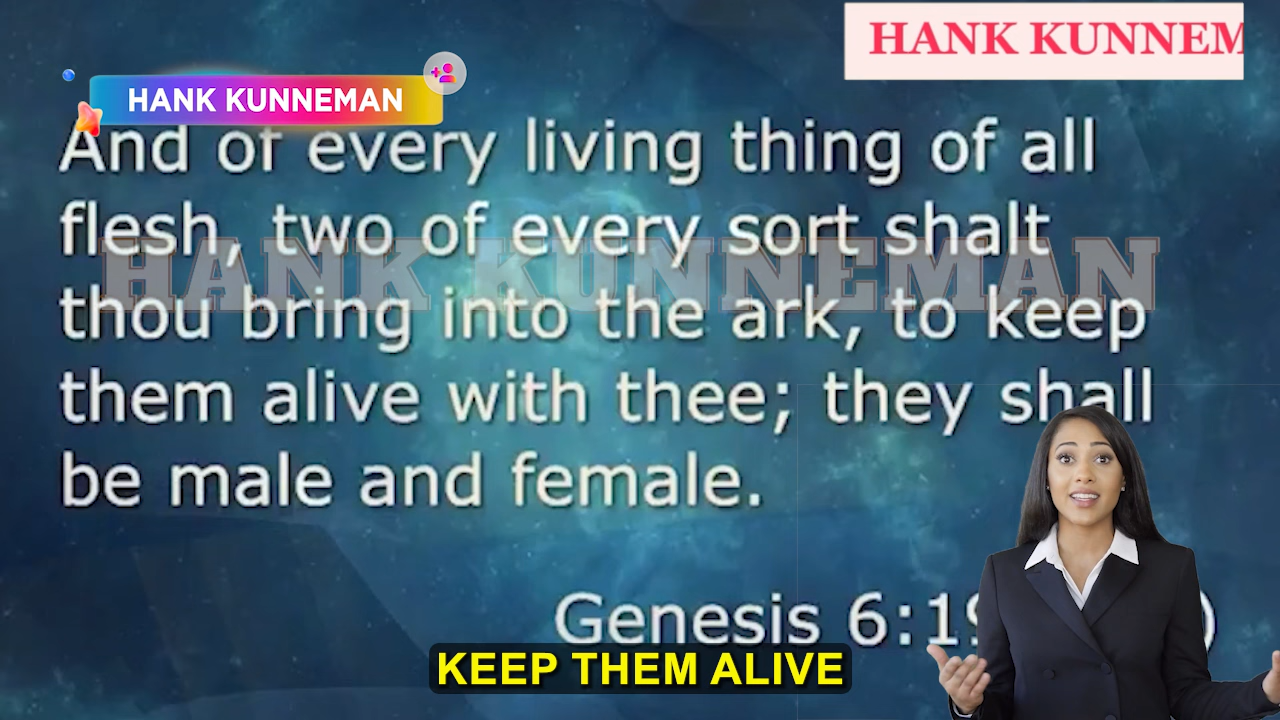 HANK KUNNEM
HANK KUNNEMAN
And of every living thing of all
flesh, two of every sort shalt
HANK KUNNEMAN
thou bring into the ark, to keep
them alive with thee; they shall
be male and female.
Genesis 6:19
KEEP THEM ALIVE